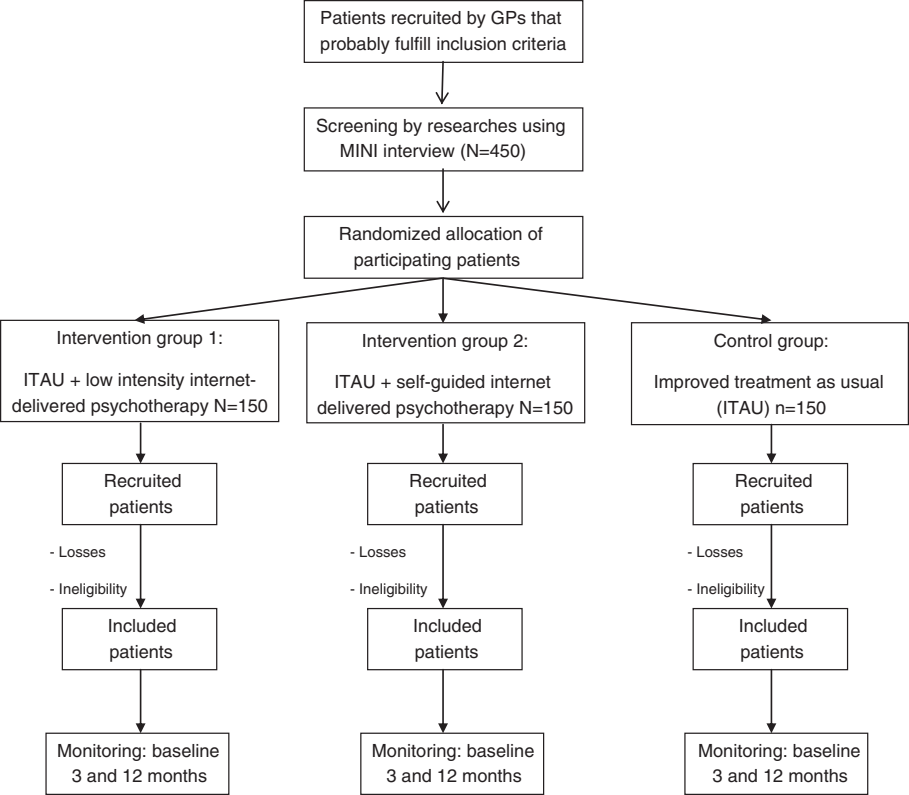 Patients recruited by GPs that
probably fulfill inclusion criteria
Screening by researches using
MINI interview (N=450)
Randomized allocation of
participating patients
Intervention group 1:
ITAU + low intensity internet-
delivered psychotherapy N=150
Intervention group 2:
ITAU + self-guided internet
delivered psychotherapy N=150
Control group:
Improved treatment as usual
(ITAU) n=150
Recruited
patients
Recruited
patients
Recruited
patients
- Losses
- Ineligibility
- Losses
- Ineligibility
- Losses
- Ineligibility
Included
patients
Included
patients
Included
patients
Monitoring: baseline
3 and 12 months
Monitoring: baseline
3 and 12 months
Monitoring: baseline
3 and 12 months